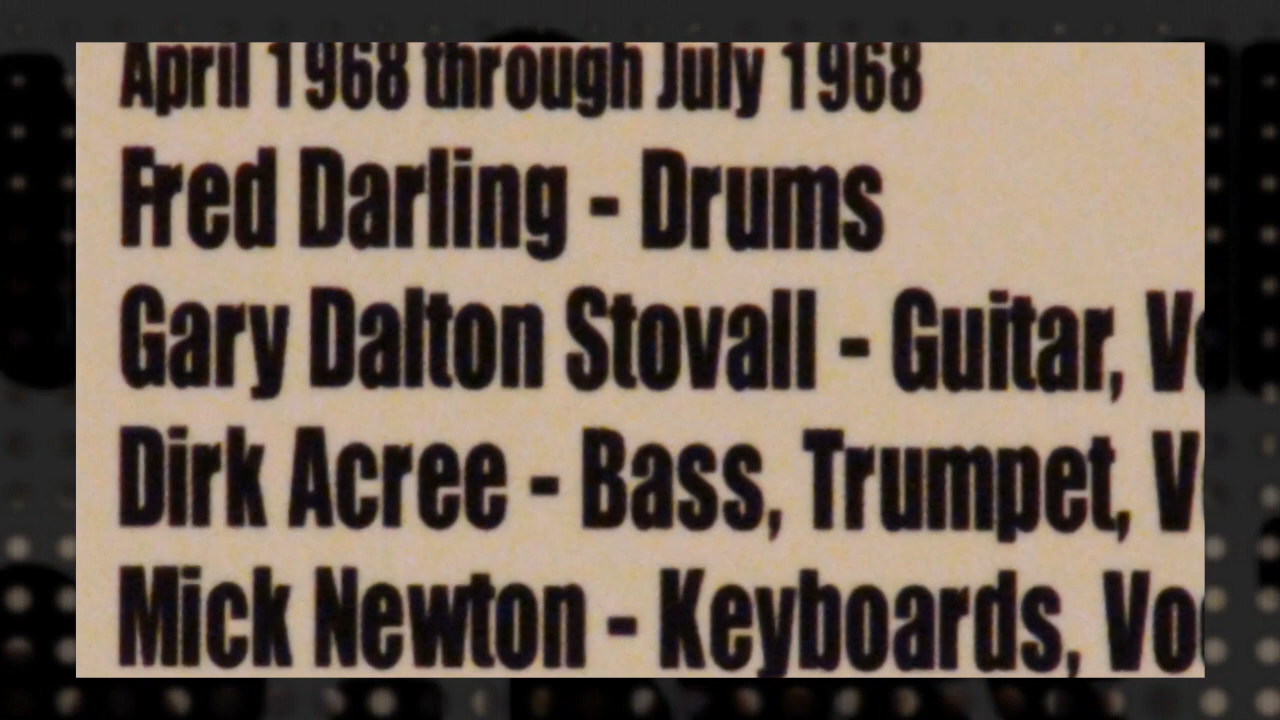 April 1968 through July 1968
Fred Darling - Drums
Gary Dalton Stovall - Guitar,
Dirk Acree - Bass, Trumpet,
Mick Newton - Keyboards,